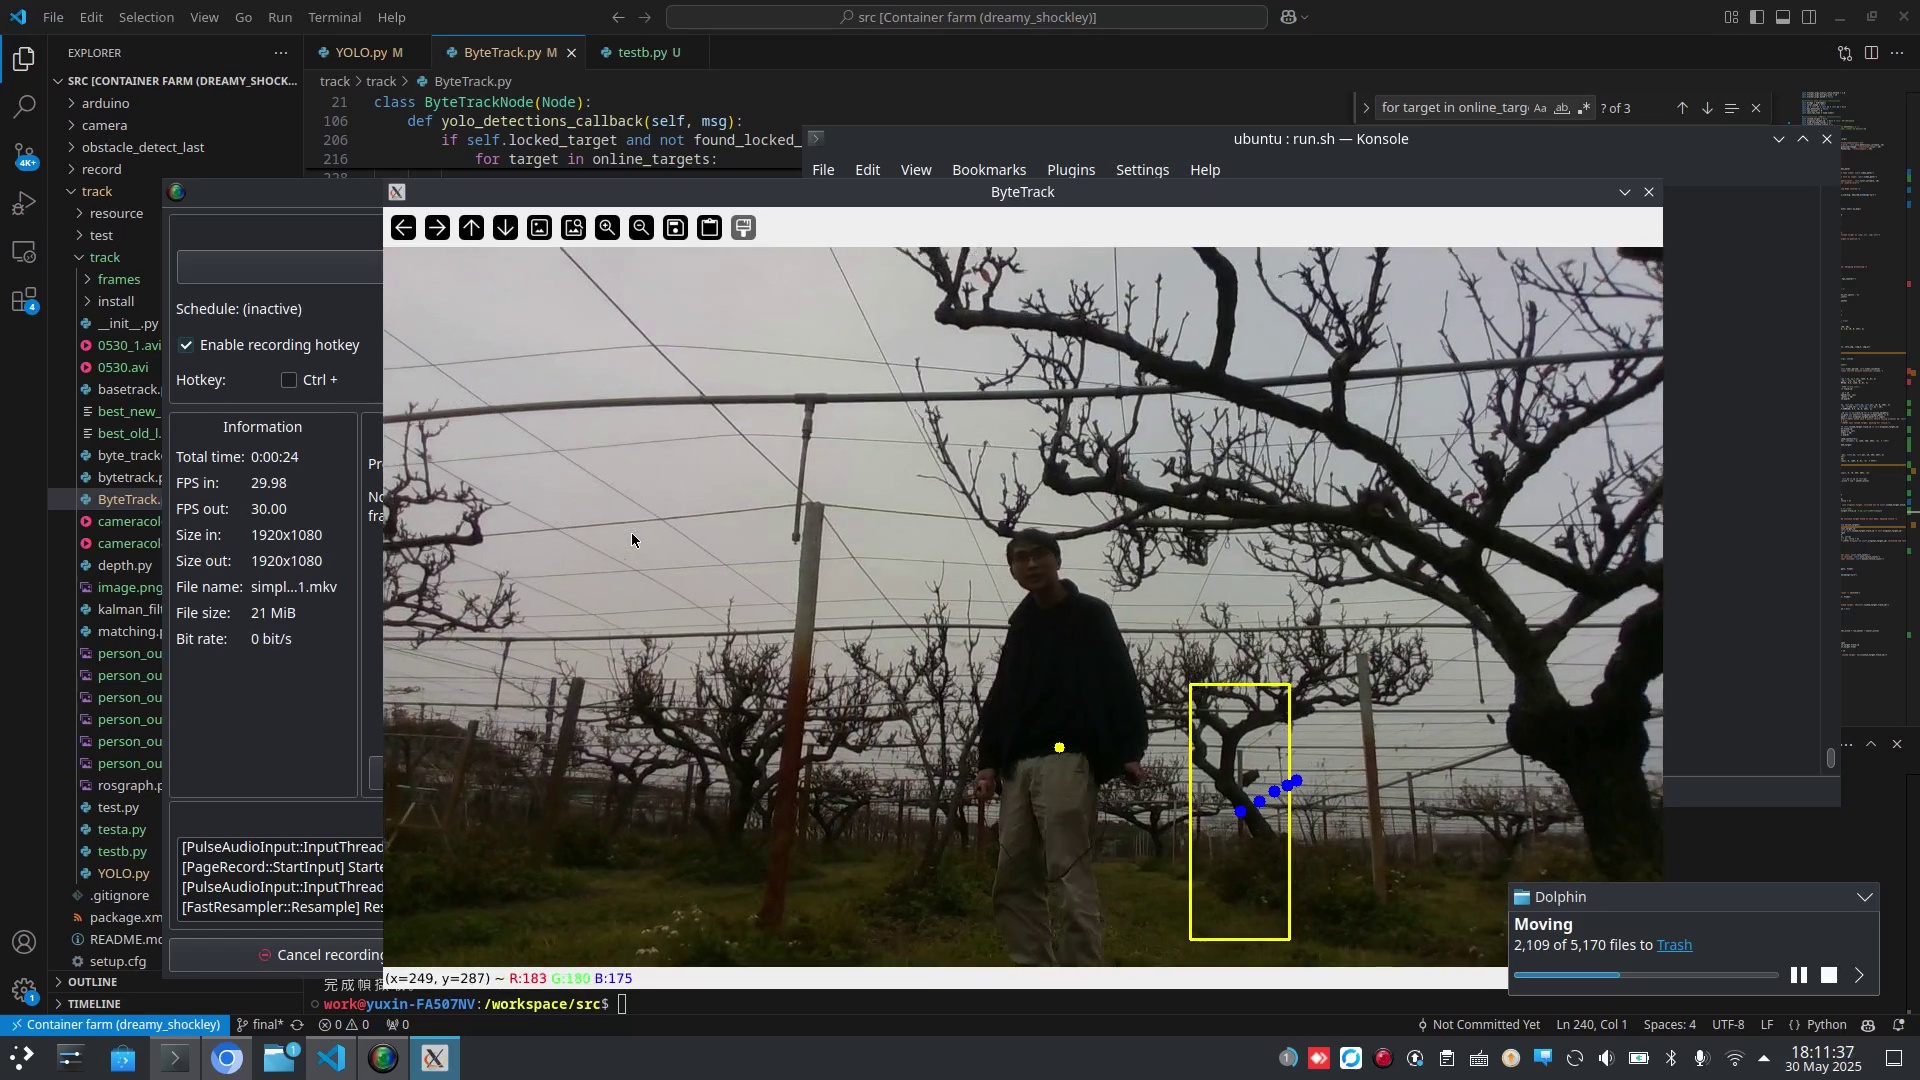 File Edit Selection View Go Run Terminal Help
src [Container farm (dreamy_shockley)]
EXPLORER
SRC [CONTAINER FARM (DREAMY_SHOCK...
arduino
camera
obstacle_detect_last
record
track
resource
test
track
frames
install
__init__.py
0530_1.avi
0530.avi
basetrack.
best_new_
best_old_l.
byte_track
bytetrack.p
ByteTrack.
cameracol
cameracol
depth.py
image.png
kalman_filt
matching.p
person_ou
person_ou
person_ou
person_ou
person_ou
person_ou
rosgraph.p
test.py
testa.py
testb.py
YOLO.py
.gitignore
package.xm
README.md
setup.cfg
OUTLINE
TIMELINE
YOLO.py M
ByteTrack.py M
testb.py U
track > track > ByteTrack.py
21 class ByteTrackNode(Node):
106 def yolo_detections_callback(self, msg):
206 if self.locked_target and not found_locked_
216 for target in online_targets:
for target in online_targ
Aa ab .*
? of 3
ubuntu : run.sh — Konsole
File Edit View Bookmarks Plugins Settings Help
ByteTrack
Schedule: (inactive)
Enable recording hotkey
Hotkey: Ctrl +
Information
Total time: 0:00:24
FPS in: 29.98
FPS out: 30.00
Size in: 1920x1080
Size out: 1920x1080
File name: simpl...1.mkv
File size: 21 MiB
Bit rate: 0 bit/s
Pr
No
fra
[PulseAudioInput::InputThread
[PageRecord::StartInput] Starte
[PulseAudioInput::InputThread
[FastResampler::Resample] Res
Cancel recording
(x=249, y=287) ~ R:183 G:180 B:175
work@yuxin-FA507NV:/workspace/src$
Dolphin
Moving
2,109 of 5,170 files to Trash
4K+
4
1
Container farm (dreamy_shockley) final* 0 0 0
Not Committed Yet Ln 240, Col 1 Spaces: 4 UTF-8 LF {} Python
1
1
18:11:37
30 May 2025